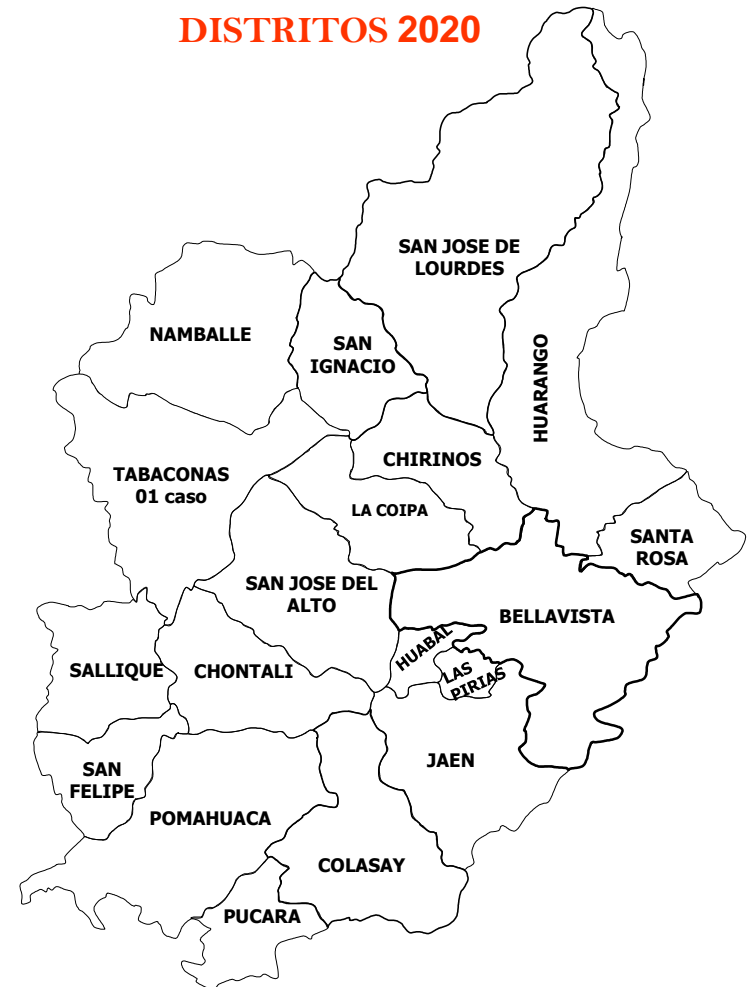 DISTRITOS 2020
SAN JOSE DE
LOURDES
NAMBALLE
SAN
IGNACIO
HUARANGO
CHIRINOS
TABACONAS
01 caso
LA COIPA
SANTA
ROSA
SAN JOSE DEL
ALTO
BELLAVISTA
HUABAL
SALLIQUE
CHONTALI
LAS
PIRIAS
JAEN
SAN
FELIPE
POMAHUACA
COLASAY
PUCARA